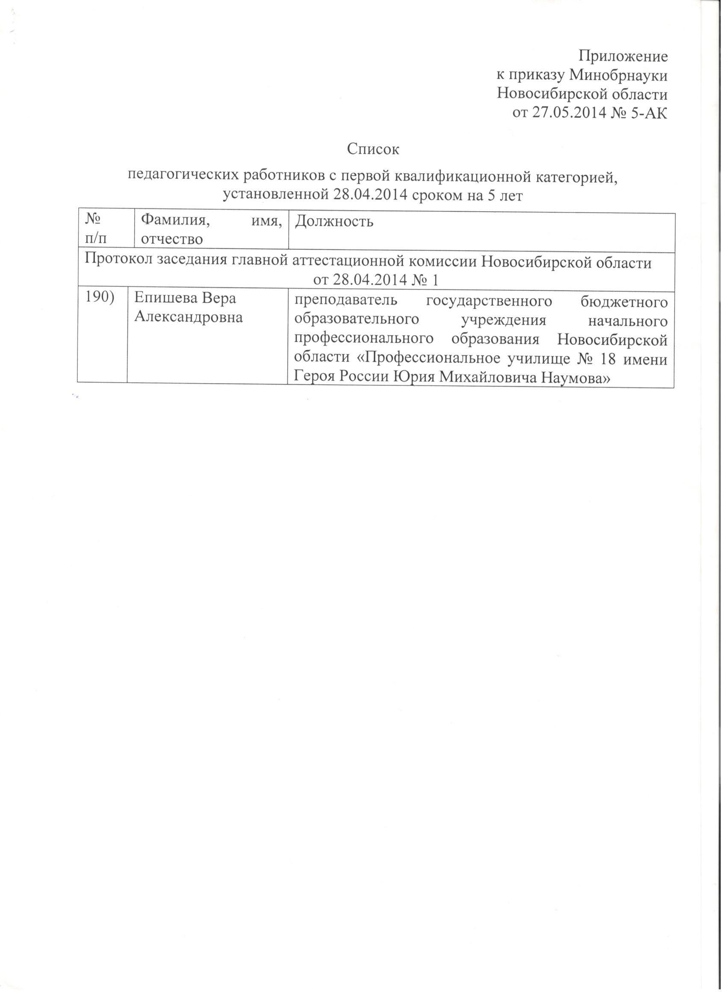 Приложение
к приказу Минобрнауки
Новосибирской области
от 27.05.2014 № 5-АК
Список
педагогических работников с первой квалификационной категорией,
установленной 28.04.2014 сроком на 5 лет
№
п/п
Фамилия, имя,
отчество
Должность
Протокол заседания главной аттестационной комиссии Новосибирской области
от 28.04.2014 № 1
190)
Епишева Вера
Александровна
преподаватель государственного бюджетного
образовательного учреждения начального
профессионального образования Новосибирской
области «Профессиональное училище № 18 имени
Героя России Юрия Михайловича Наумова»